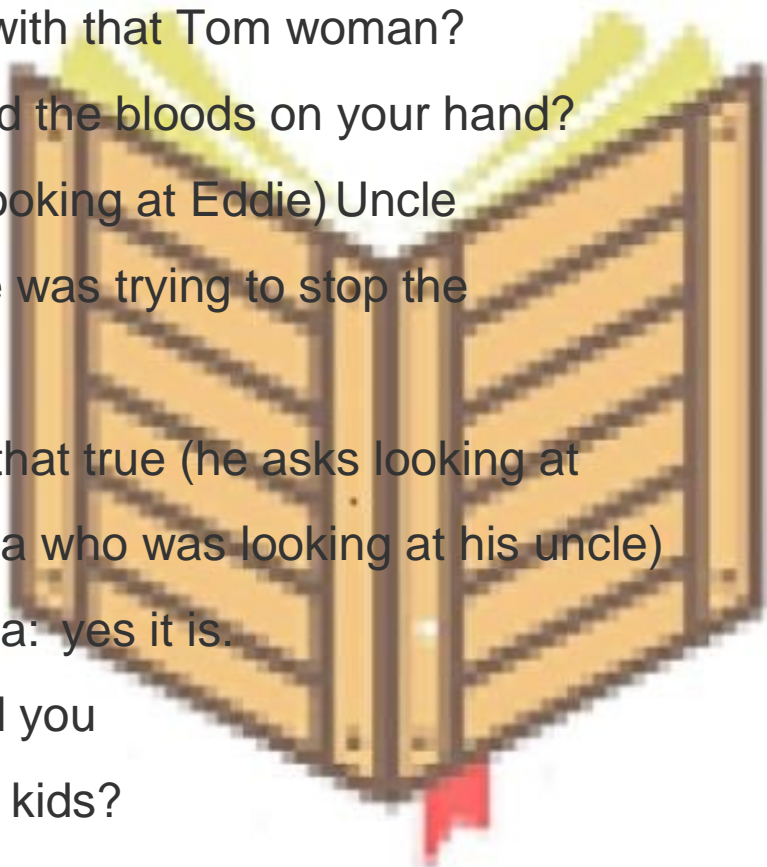 with that Tom woman?
d the bloods on your hand?
ooking at Eddie) Uncle
e was trying to stop the
that true (he asks looking at
a who was looking at his uncle)
a: yes it is.
l you
kids?